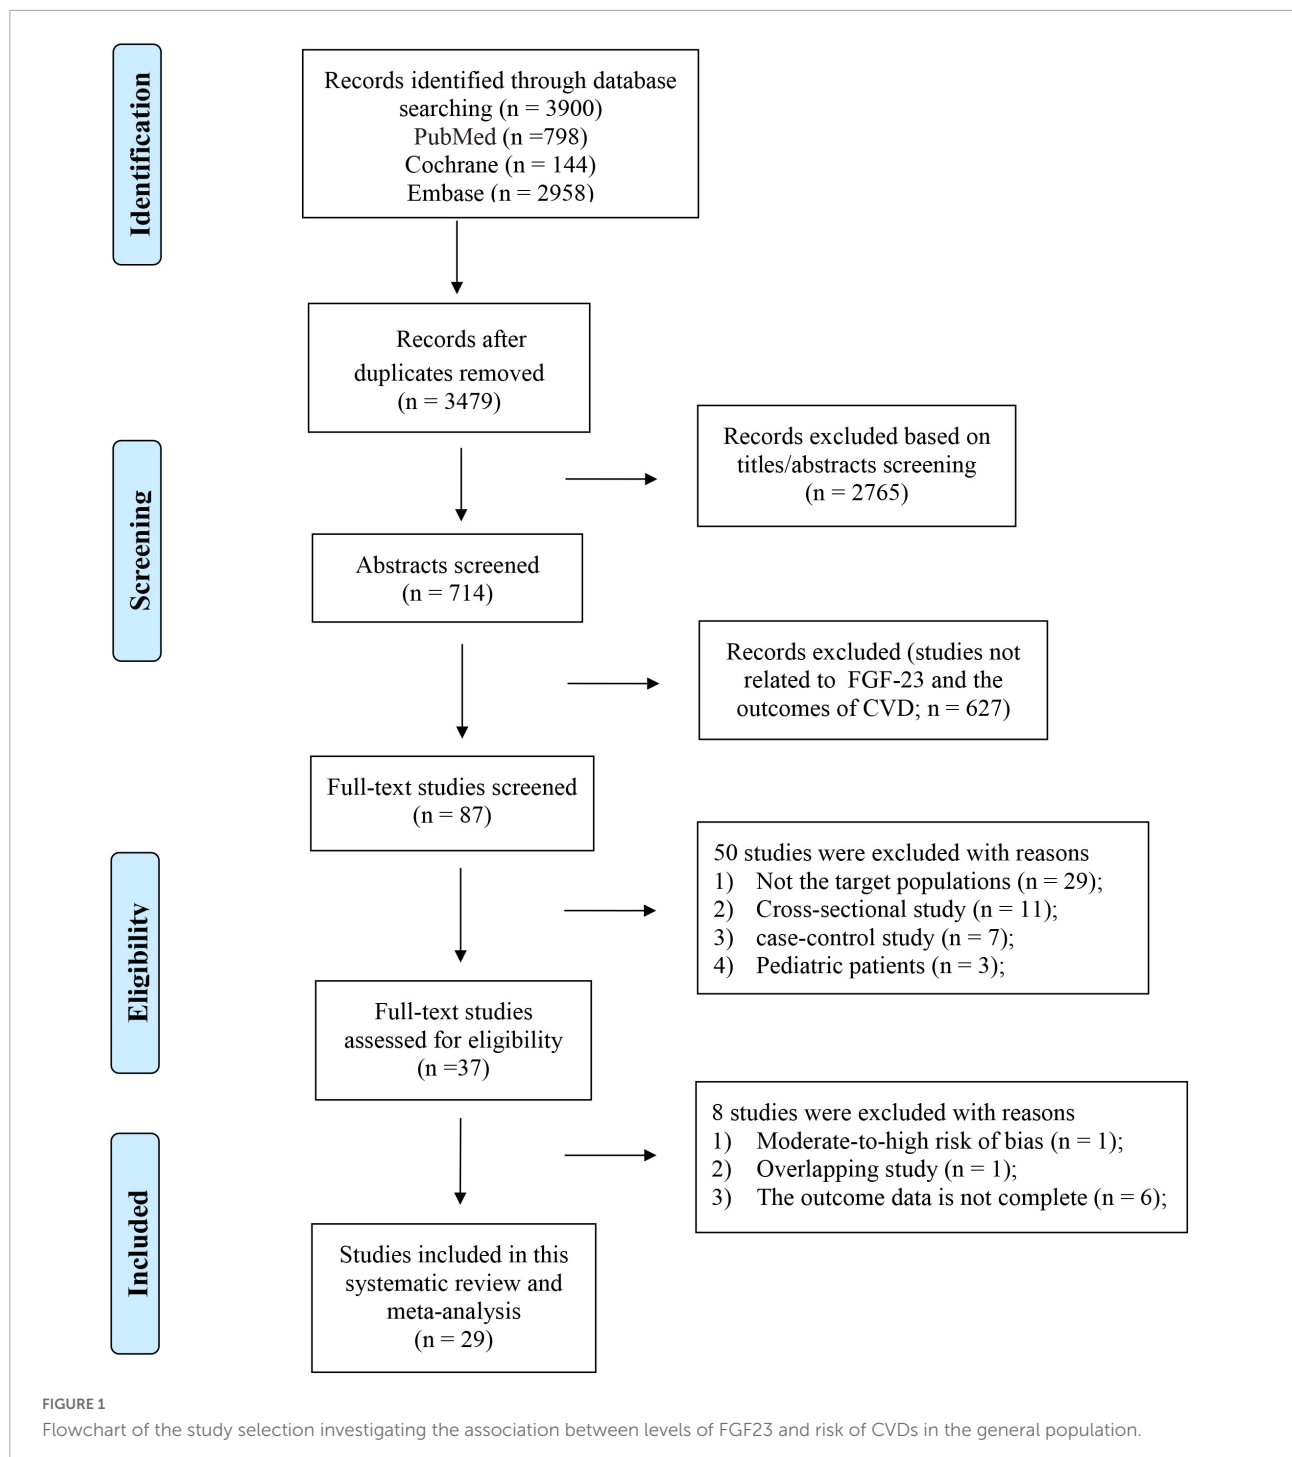 Identification
Records identified through database
searching (n = 3900)
PubMed (n =798)
Cochrane (n = 144)
Embase (n = 2958)
Records after
duplicates removed
(n = 3479)
Screening
Records excluded based on
titles/abstracts screening
(n = 2765)
Abstracts screened
(n = 714)
Records excluded (studies not
related to FGF-23 and the
outcomes of CVD; n = 627)
Full-text studies screened
(n = 87)
Eligibility
50 studies were excluded with reasons
1) Not the target populations (n = 29);
2) Cross-sectional study (n = 11);
3) case-control study (n = 7);
4) Pediatric patients (n = 3);
Full-text studies
assessed for eligibility
(n =37)
Included
8 studies were excluded with reasons
1) Moderate-to-high risk of bias (n = 1);
2) Overlapping study (n = 1);
3) The outcome data is not complete (n = 6);
Studies included in this
systematic review and
meta-analysis
(n = 29)
FIGURE 1
Flowchart of the study selection investigating the association between levels of FGF23 and risk of CVDs in the general population.